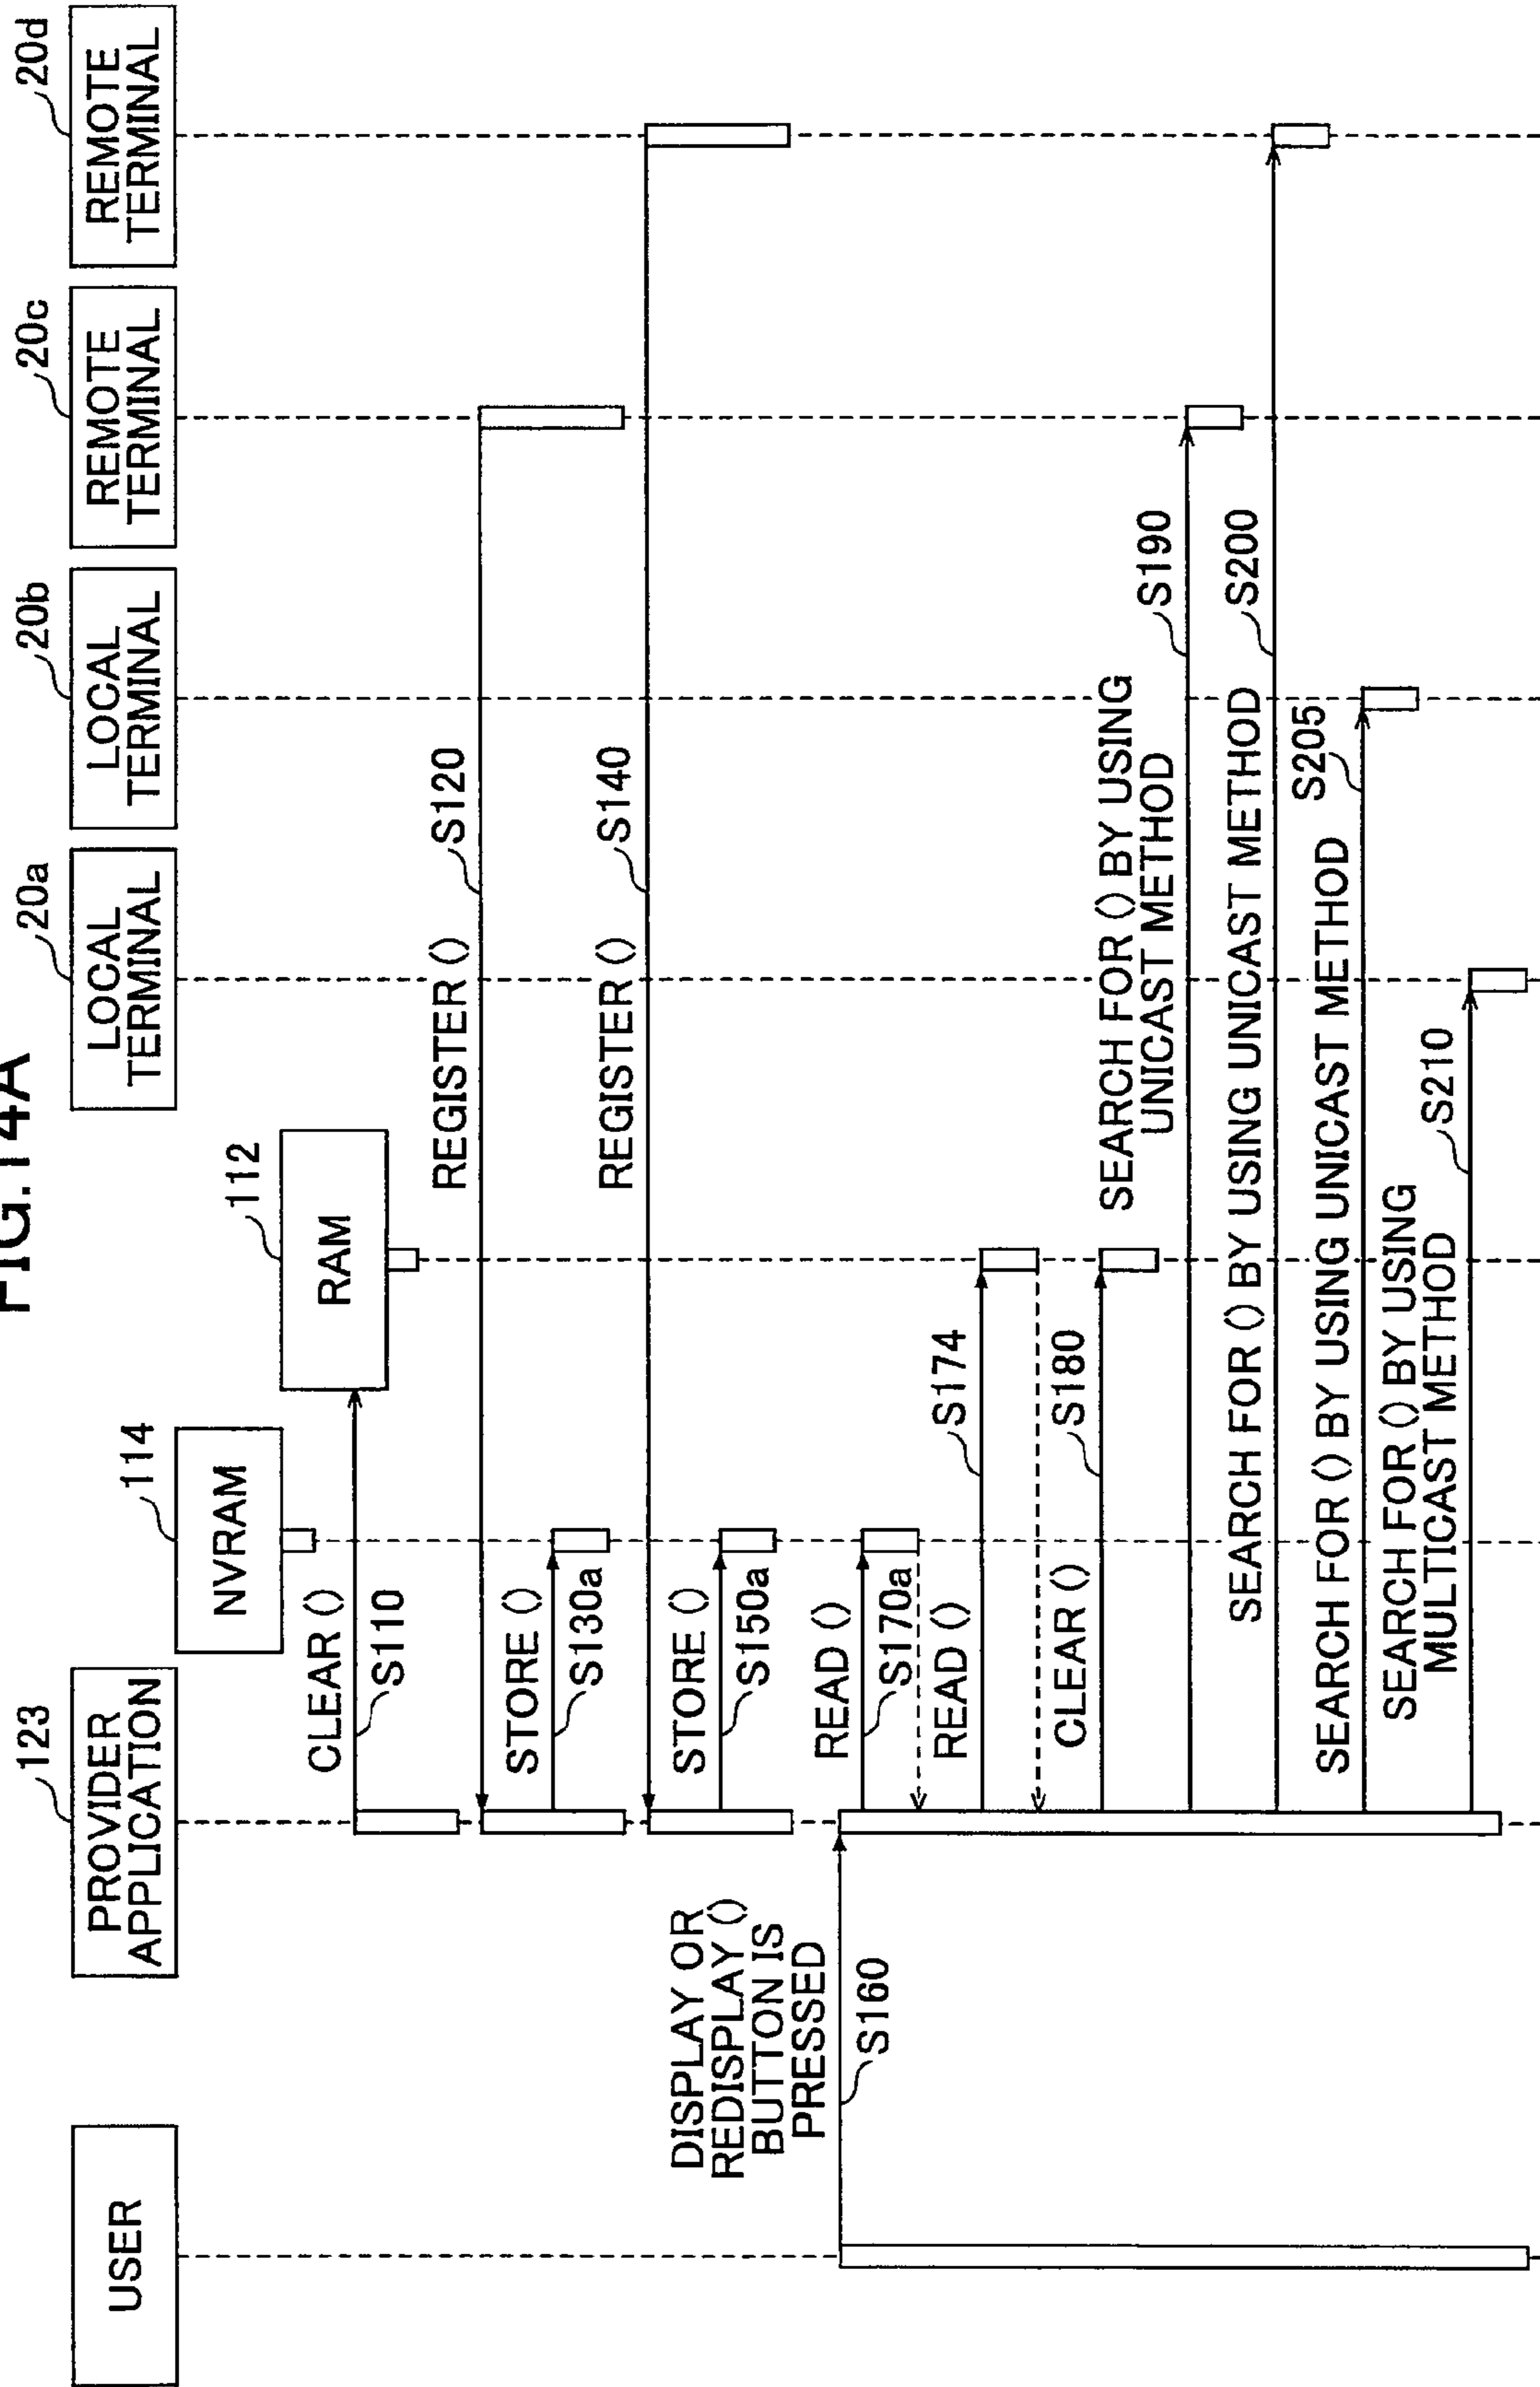 FIG.14A
USER
123
PROVIDER
APPLICATION
114
NVRAM
112
RAM
20a
LOCAL
TERMINAL
20b
LOCAL
TERMINAL
20c
REMOTE
TERMINAL
20d
REMOTE
TERMINAL
CLEAR ()
S110
REGISTER ()
S120
STORE ()
S130a
REGISTER ()
S140
STORE ()
S150a
DISPLAY OR
REDISPLAY ()
BUTTON IS
PRESSED
S160
READ ()
S170a
READ ()
S174
CLEAR ()
S180
SEARCH FOR () BY USING
UNICAST METHOD
S190
SEARCH FOR () BY USING UNICAST METHOD
S200
SEARCH FOR () BY USING UNICAST METHOD
S205
SEARCH FOR () BY USING
MULTICAST METHOD
S210